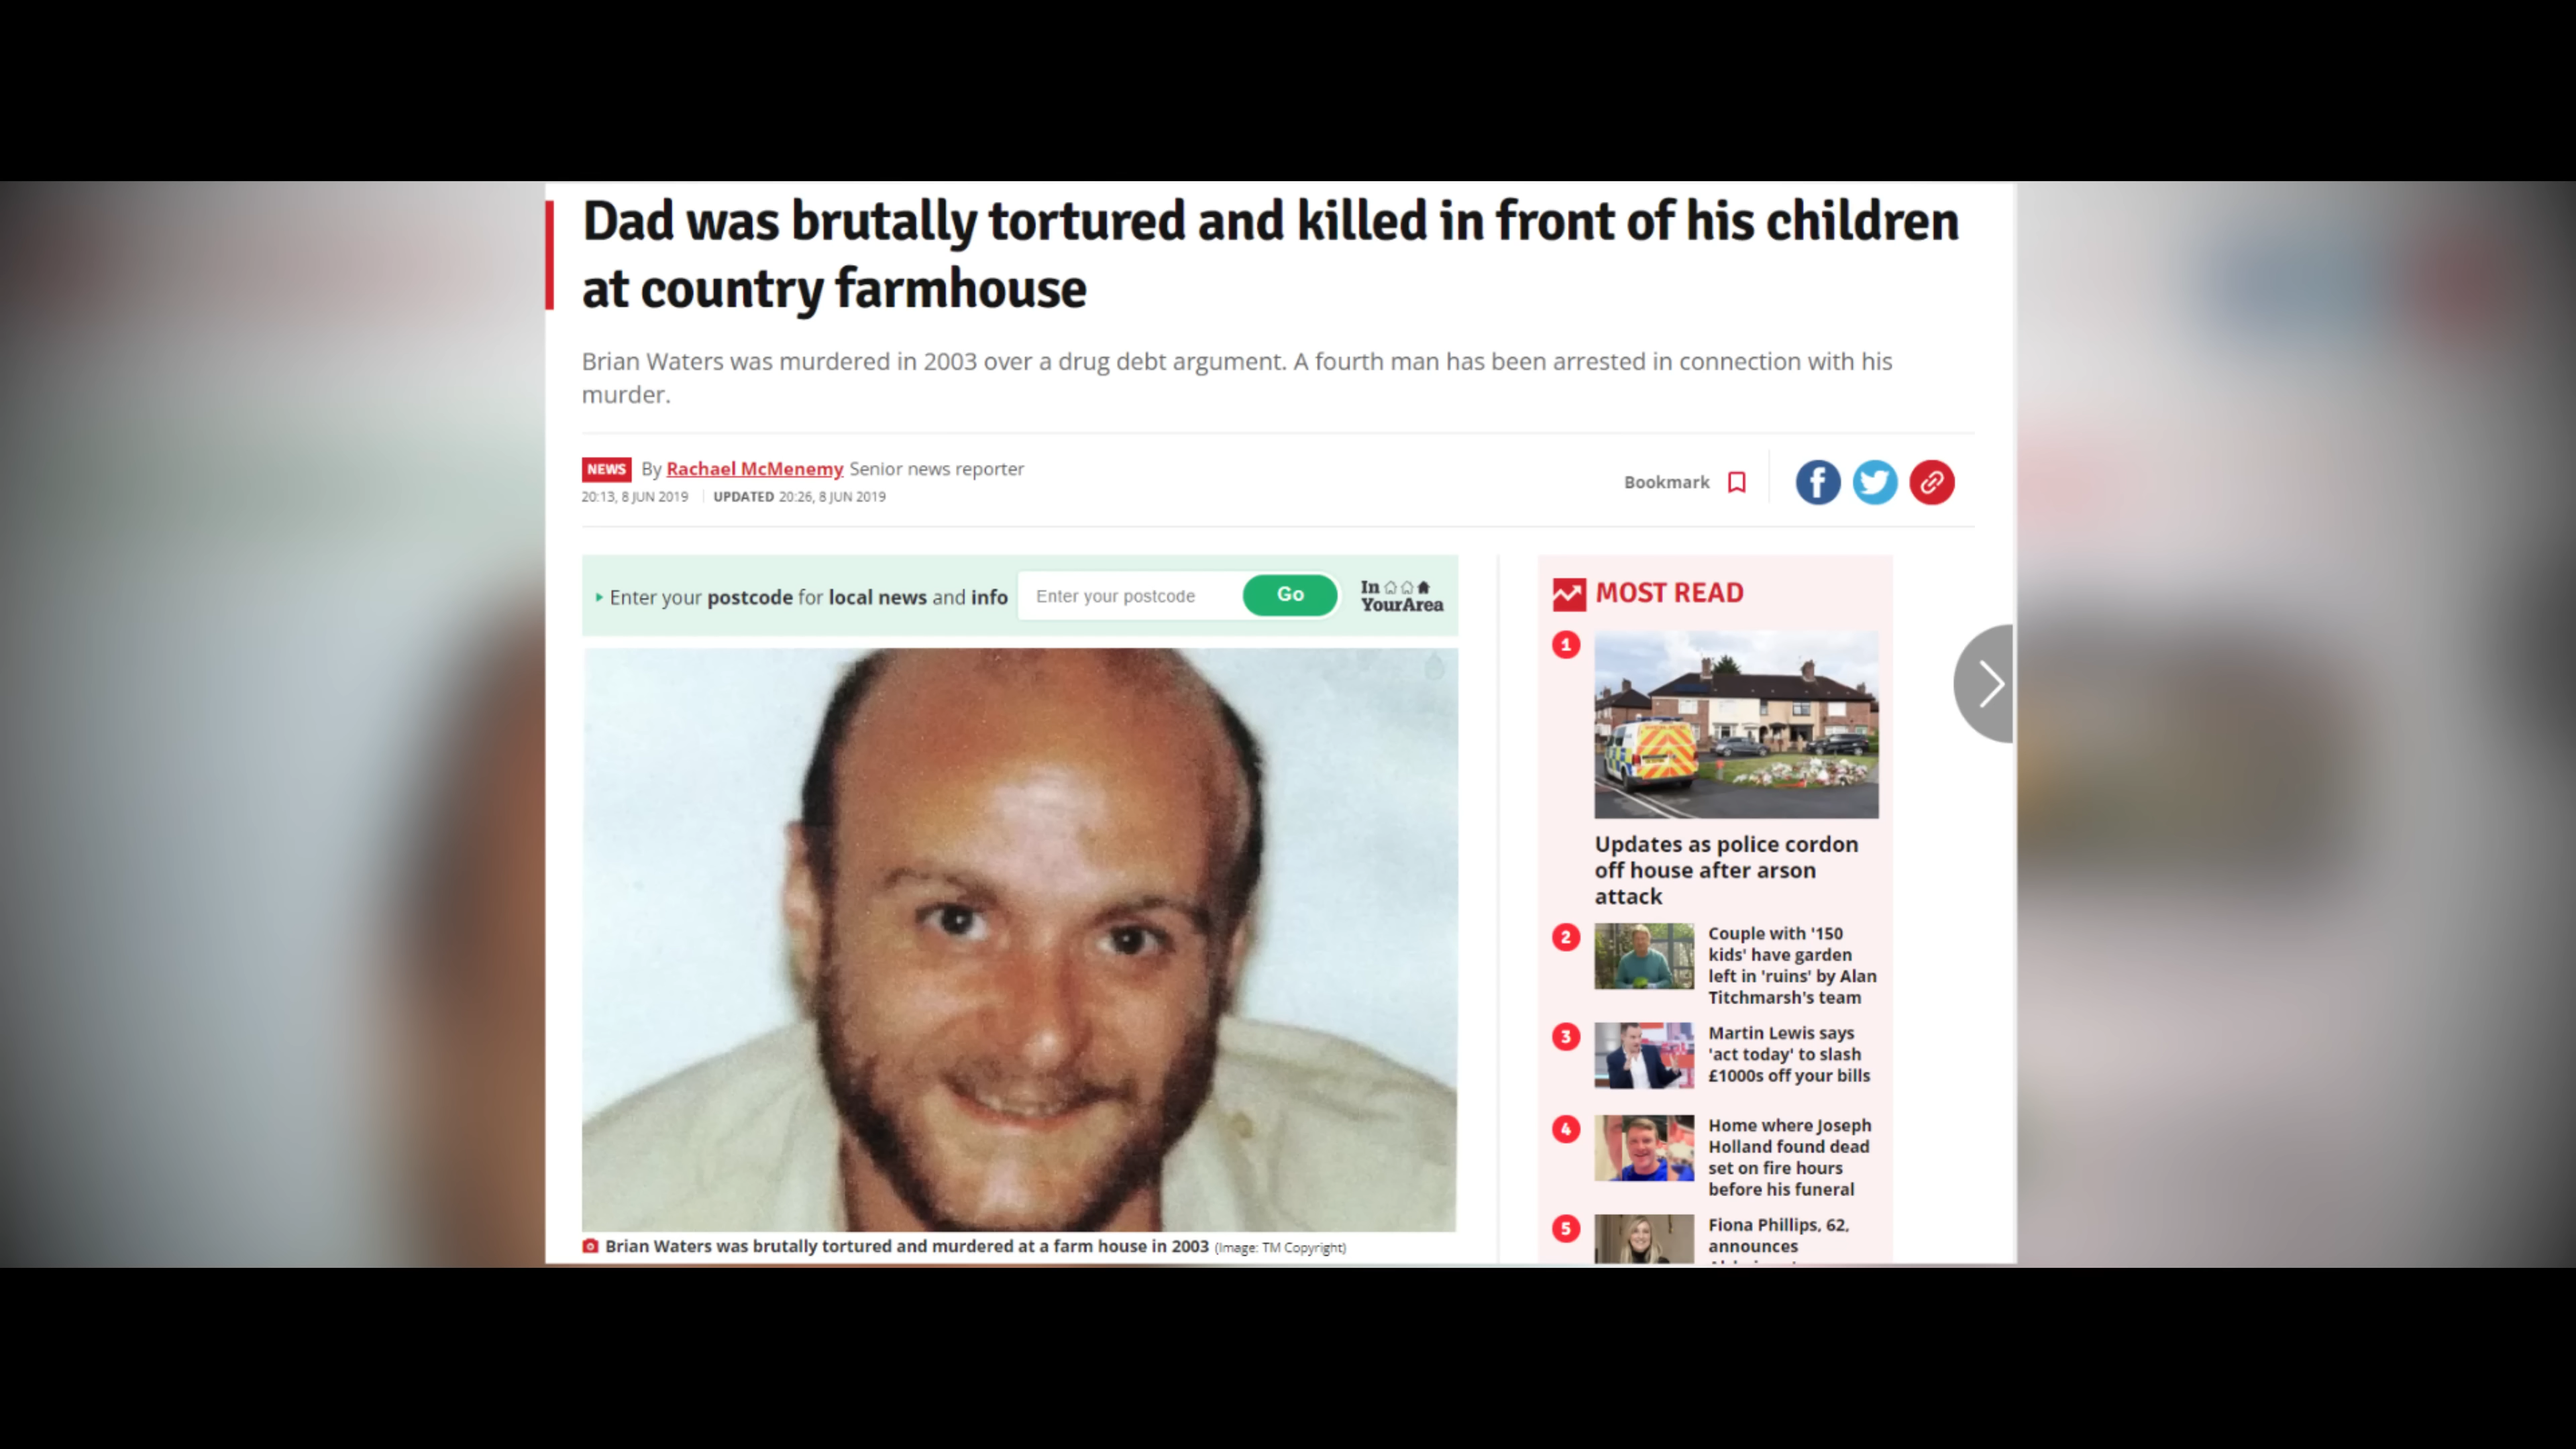 Dad was brutally tortured and killed in front of his children
at country farmhouse
Brian Waters was murdered in 2003 over a drug debt argument. A fourth man has been arrested in connection with his
murder.
NEWS By Rachael McMenemy Senior news reporter
20:13, 8 JUN 2019 UPDATED 20:26, 8 JUN 2019
Bookmark
Enter your postcode for local news and info
Enter your postcode
Go
In
YourArea
Brian Waters was brutally tortured and murdered at a farm house in 2003 (Image: TM Copyright)
MOST READ
1
Updates as police cordon
off house after arson
attack
2
Couple with '150
kids' have garden
left in 'ruins' by Alan
Titchmarsh's team
3
Martin Lewis says
'act today' to slash
£1000s off your bills
4
Home where Joseph
Holland found dead
set on fire hours
before his funeral
5
Fiona Phillips, 62,
announces